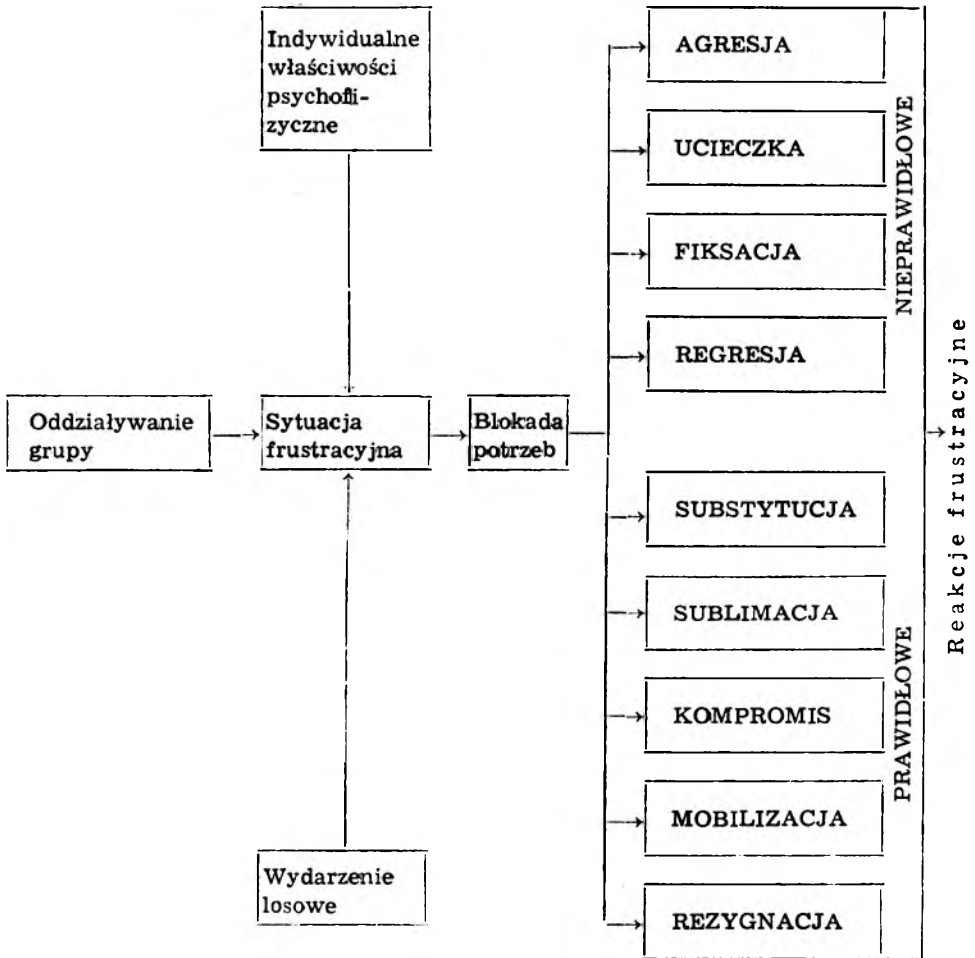 Indywidualne
właściwości
psychofi-
zyczne
Oddziaływanie
grupy
Sytuacja
frustracyjna
Blokada
potrzeb
Wydarzenie
losowe
AGRESJA
UCIECZKA
FIKSACJA
REGRESJA
NIEPRAWIDŁOWE
SUBSTYTUCJA
SUBLIMACJA
KOMPROMIS
MOBILIZACJA
REZYGNACJA
PRAWIDŁOWE
Reakcje frustracyjne